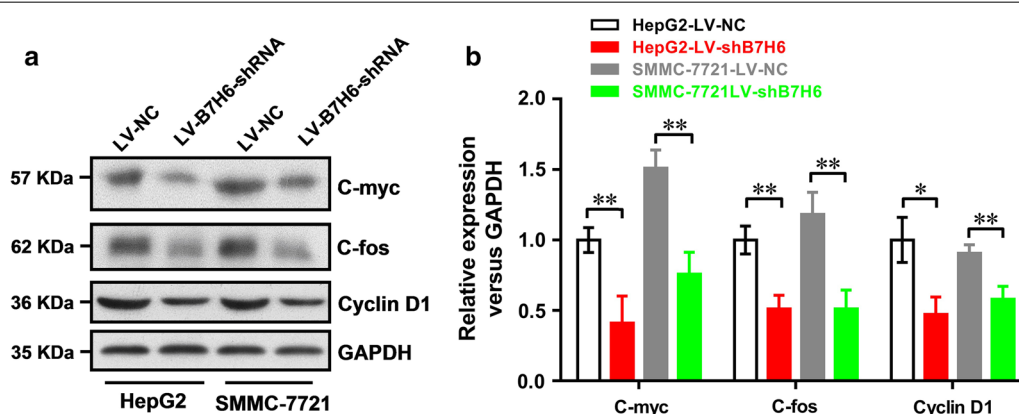 a
LV-NC
LV-B7H6-shRNA
LV-NC
LV-B7H6-shRNA
57 KDa
C-myc
62 KDa
C-fos
36 KDa
Cyclin D1
35 KDa
GAPDH
HepG2
SMMC-7721
b
HepG2-LV-NC
HepG2-LV-shB7H6
SMMC-7721-LV-NC
SMMC-7721LV-shB7H6
Relative expression
versus GAPDH
2.0
1.5
1.0
0.5
0.0
**
**
**
**
*
**
C-myc
C-fos
Cyclin D1